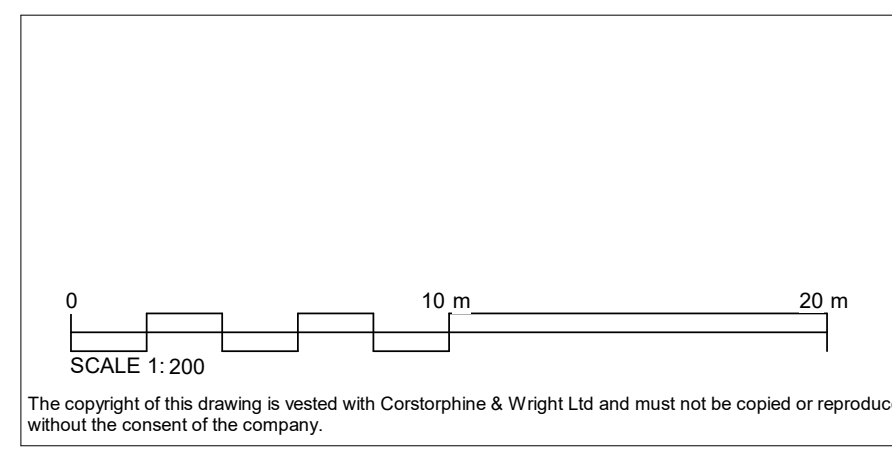 0 10 m 20 m
SCALE 1: 200
The copyright of this drawing is vested with Corstorphine & Wright Ltd and must not be copied or reproduce
without the consent of the company.